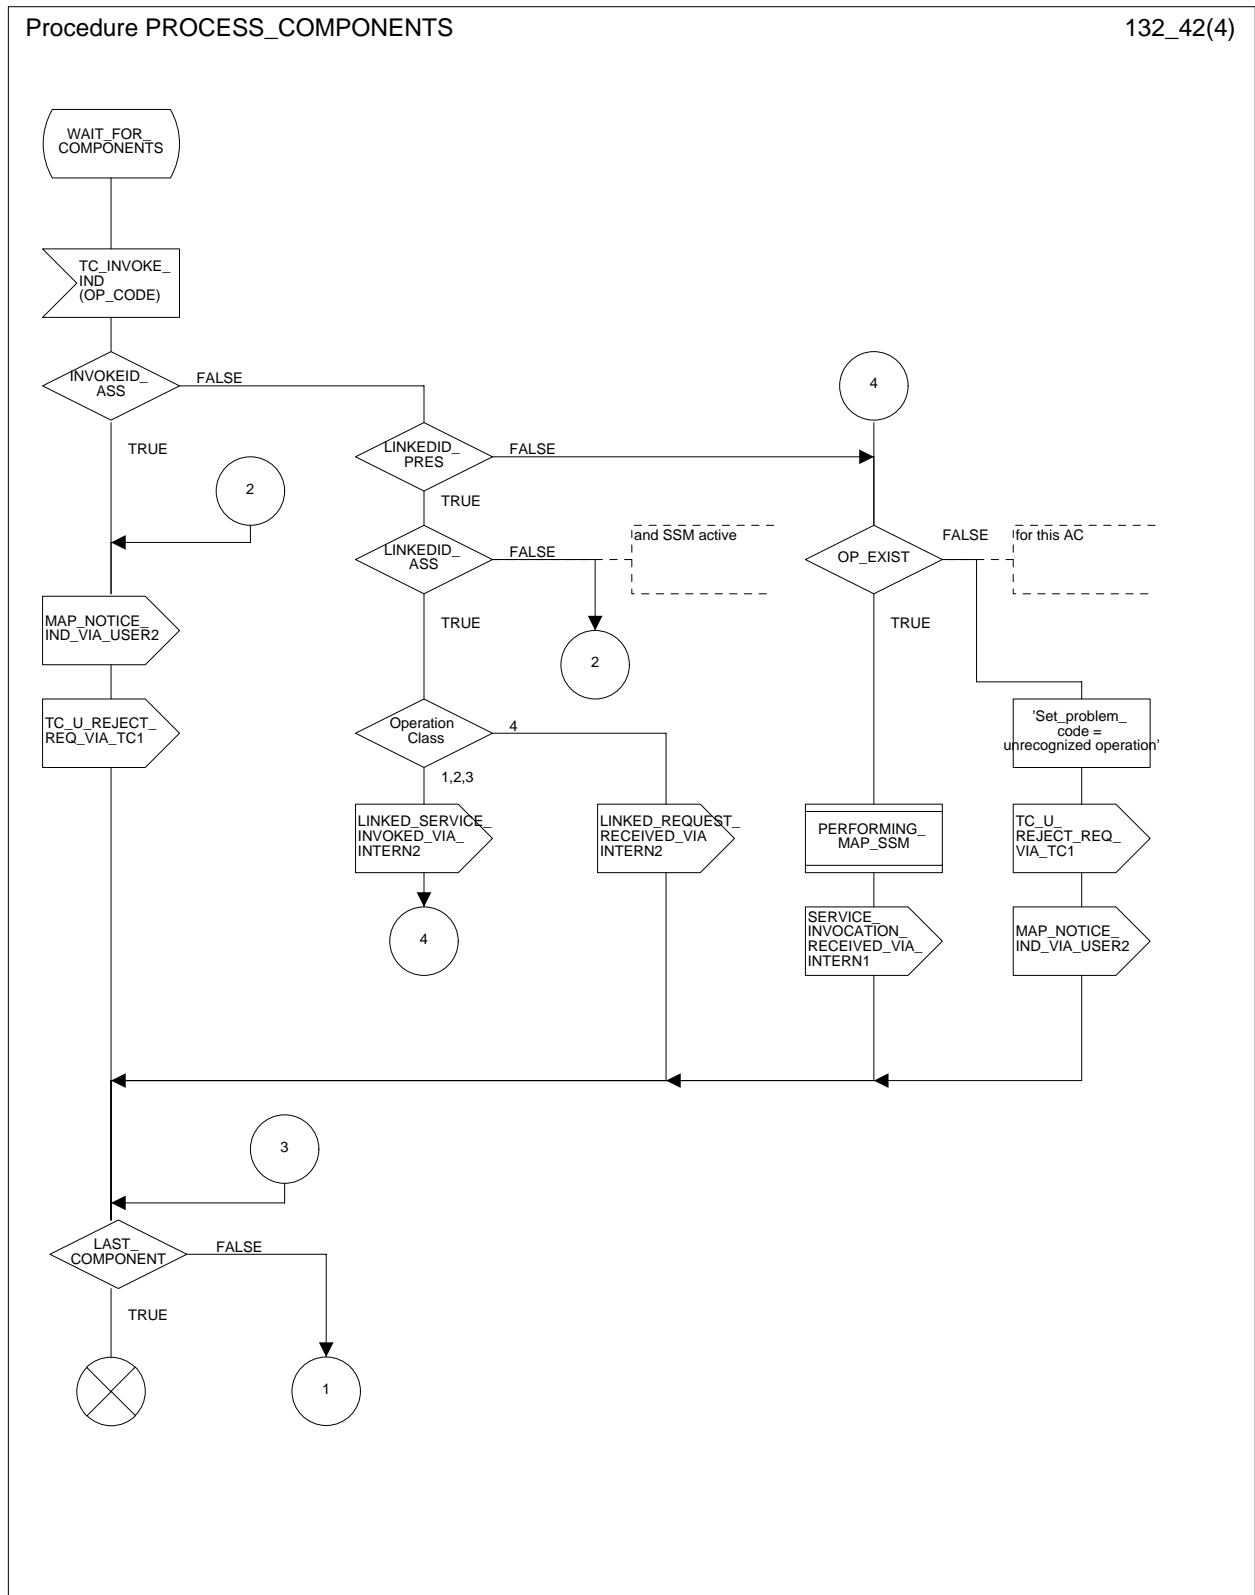 Procedure PROCESS_COMPONENTS
132_42(4)
WAIT_FOR_
COMPONENTS
TC_INVOKE_
IND
(OP_CODE)
INVOKEID_
ASS
FALSE
TRUE
4
LINKEDID_
PRES
FALSE
TRUE
2
LINKEDID_
ASS
FALSE
and SSM active
TRUE
OP_EXIST
FALSE
for this AC
TRUE
MAP_NOTICE_
IND_VIA_USER2
2
TC_U_REJECT_
REQ_VIA_TC1
Operation
Class
4
1,2,3
'Set_problem_
code =
unrecognized operation'
LINKED_SERVICE_
INVOKED_VIA_
INTERN2
LINKED_REQUEST_
RECEIVED_VIA
INTERN2
PERFORMING_
MAP_SSM
TC_U_
REJECT_REQ_
VIA_TC1
4
SERVICE_
INVOCATION_
RECEIVED_VIA_
INTERN1
MAP_NOTICE_
IND_VIA_USER2
3
LAST_
COMPONENT
FALSE
TRUE
1